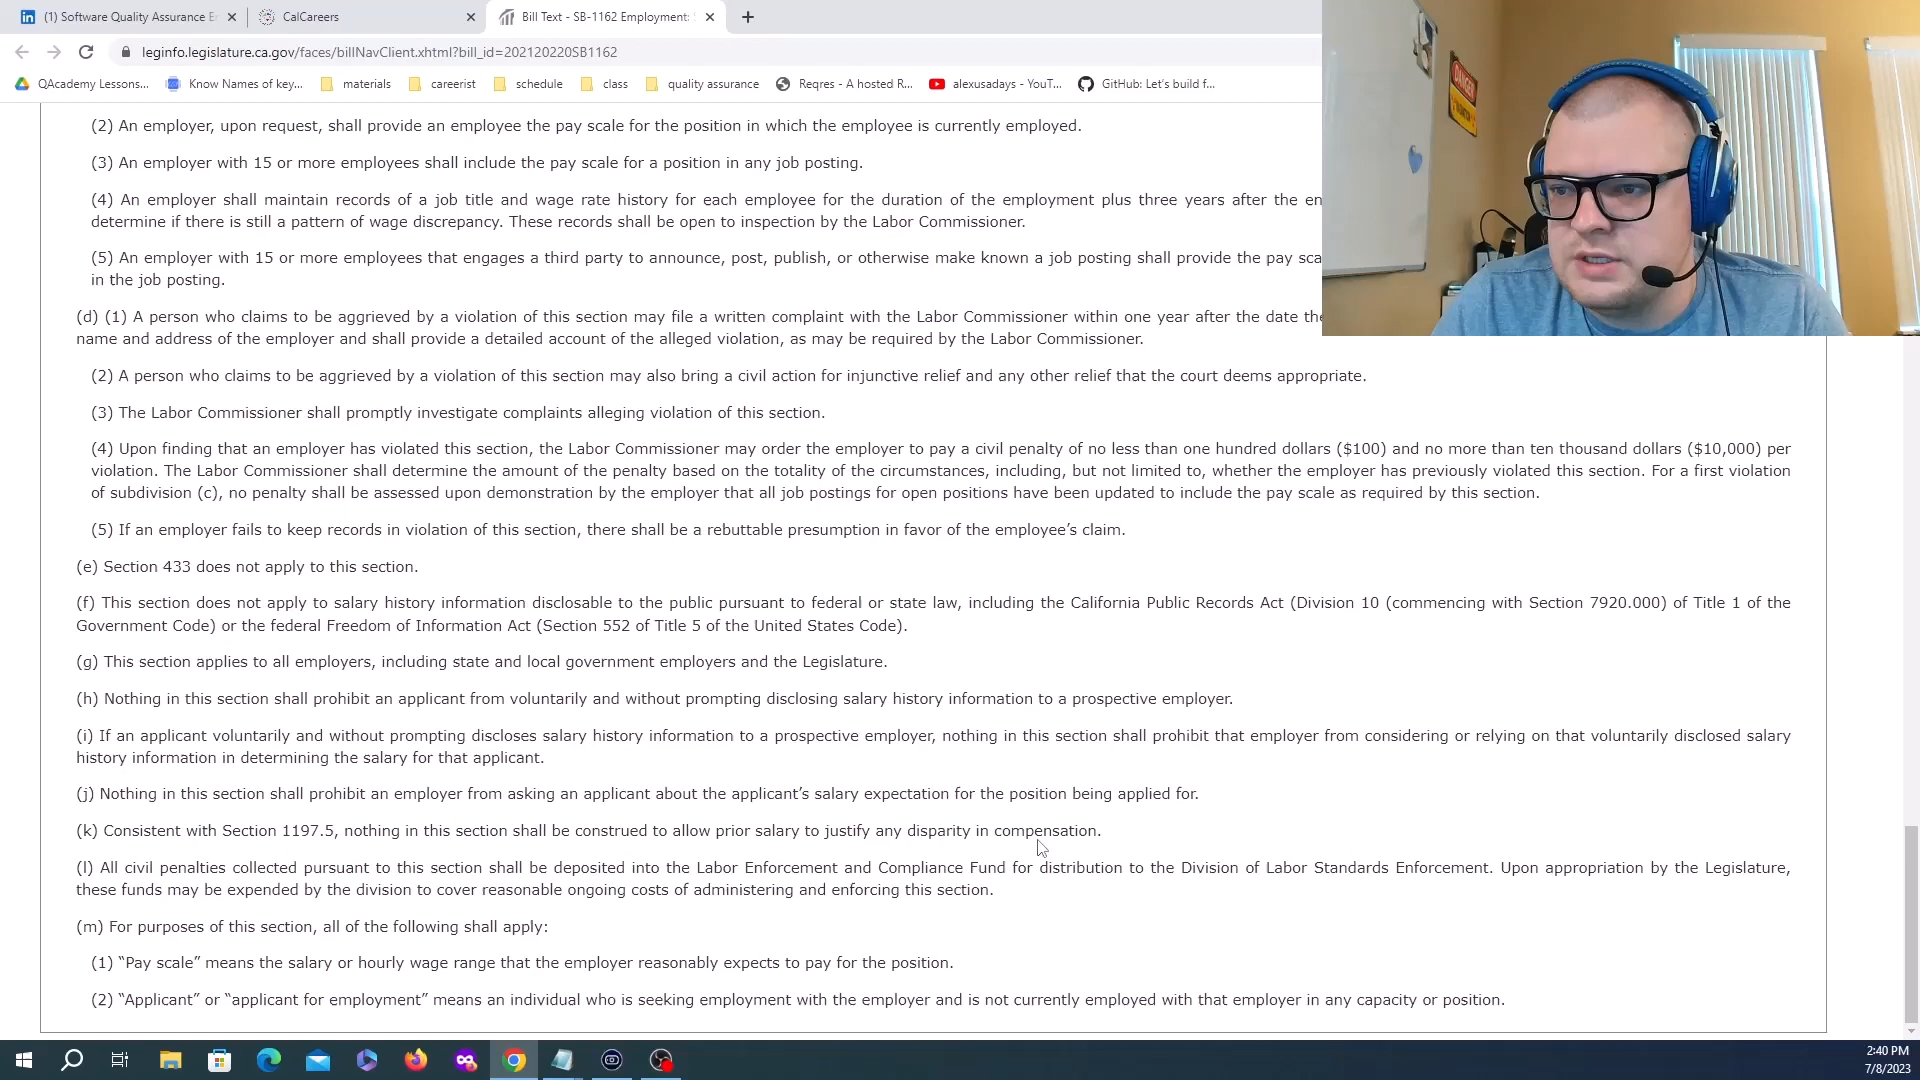 (1) Software Quality Assurance E
CalCareers
Bill Text - SB-1162 Employment:
leginfo.legislature.ca.gov/faces/billNavClient.xhtml?bill_id=202120220SB1162
QAcademy Lessons...
Know Names of key...
materials
careerist
schedule
class
quality assurance
Reqres - A hosted R...
alexusadays - YouT...
GitHub: Let's build f...
DANGER
(2) An employer, upon request, shall provide an employee the pay scale for the position in which the employee is currently employed.
(3) An employer with 15 or more employees shall include the pay scale for a position in any job posting.
(4) An employer shall maintain records of a job title and wage rate history for each employee for the duration of the employment plus three years after the en
determine if there is still a pattern of wage discrepancy. These records shall be open to inspection by the Labor Commissioner.
(5) An employer with 15 or more employees that engages a third party to announce, post, publish, or otherwise make known a job posting shall provide the pay sca
in the job posting.
(d) (1) A person who claims to be aggrieved by a violation of this section may file a written complaint with the Labor Commissioner within one year after the date the
name and address of the employer and shall provide a detailed account of the alleged violation, as may be required by the Labor Commissioner.
(2) A person who claims to be aggrieved by a violation of this section may also bring a civil action for injunctive relief and any other relief that the court deems appropriate.
(3) The Labor Commissioner shall promptly investigate complaints alleging violation of this section.
(4) Upon finding that an employer has violated this section, the Labor Commissioner may order the employer to pay a civil penalty of no less than one hundred dollars ($100) and no more than ten thousand dollars ($10,000) per
violation. The Labor Commissioner shall determine the amount of the penalty based on the totality of the circumstances, including, but not limited to, whether the employer has previously violated this section. For a first violation
of subdivision (c), no penalty shall be assessed upon demonstration by the employer that all job postings for open positions have been updated to include the pay scale as required by this section.
(5) If an employer fails to keep records in violation of this section, there shall be a rebuttable presumption in favor of the employee’s claim.
(e) Section 433 does not apply to this section.
(f) This section does not apply to salary history information disclosable to the public pursuant to federal or state law, including the California Public Records Act (Division 10 (commencing with Section 7920.000) of Title 1 of the
Government Code) or the federal Freedom of Information Act (Section 552 of Title 5 of the United States Code).
(g) This section applies to all employers, including state and local government employers and the Legislature.
(h) Nothing in this section shall prohibit an applicant from voluntarily and without prompting disclosing salary history information to a prospective employer.
(i) If an applicant voluntarily and without prompting discloses salary history information to a prospective employer, nothing in this section shall prohibit that employer from considering or relying on that voluntarily disclosed salary
history information in determining the salary for that applicant.
(j) Nothing in this section shall prohibit an employer from asking an applicant about the applicant’s salary expectation for the position being applied for.
(k) Consistent with Section 1197.5, nothing in this section shall be construed to allow prior salary to justify any disparity in compensation.
(l) All civil penalties collected pursuant to this section shall be deposited into the Labor Enforcement and Compliance Fund for distribution to the Division of Labor Standards Enforcement. Upon appropriation by the Legislature,
these funds may be expended by the division to cover reasonable ongoing costs of administering and enforcing this section.
(m) For purposes of this section, all of the following shall apply:
(1) “Pay scale” means the salary or hourly wage range that the employer reasonably expects to pay for the position.
(2) “Applicant” or “applicant for employment” means an individual who is seeking employment with the employer and is not currently employed with that employer in any capacity or position.
2:40 PM
7/8/2023